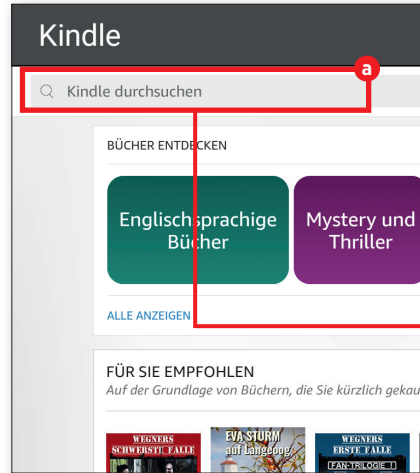 Kindle
a
Kindle durchsuchen
BÜCHER ENTDECKEN
Englischsprachige
Bücher
Mystery und
Thriller
ALLE ANZEIGEN
FÜR SIE EMPFOHLEN
Auf der Grundlage von Büchern, die Sie kürzlich gekau
WEGNERS
SCHWERSTE FÄLLE
EVA STURM
auf Langeoog
WEGNERS
ERSTE FÄLLE
(FAN-TRILOGIE 1)